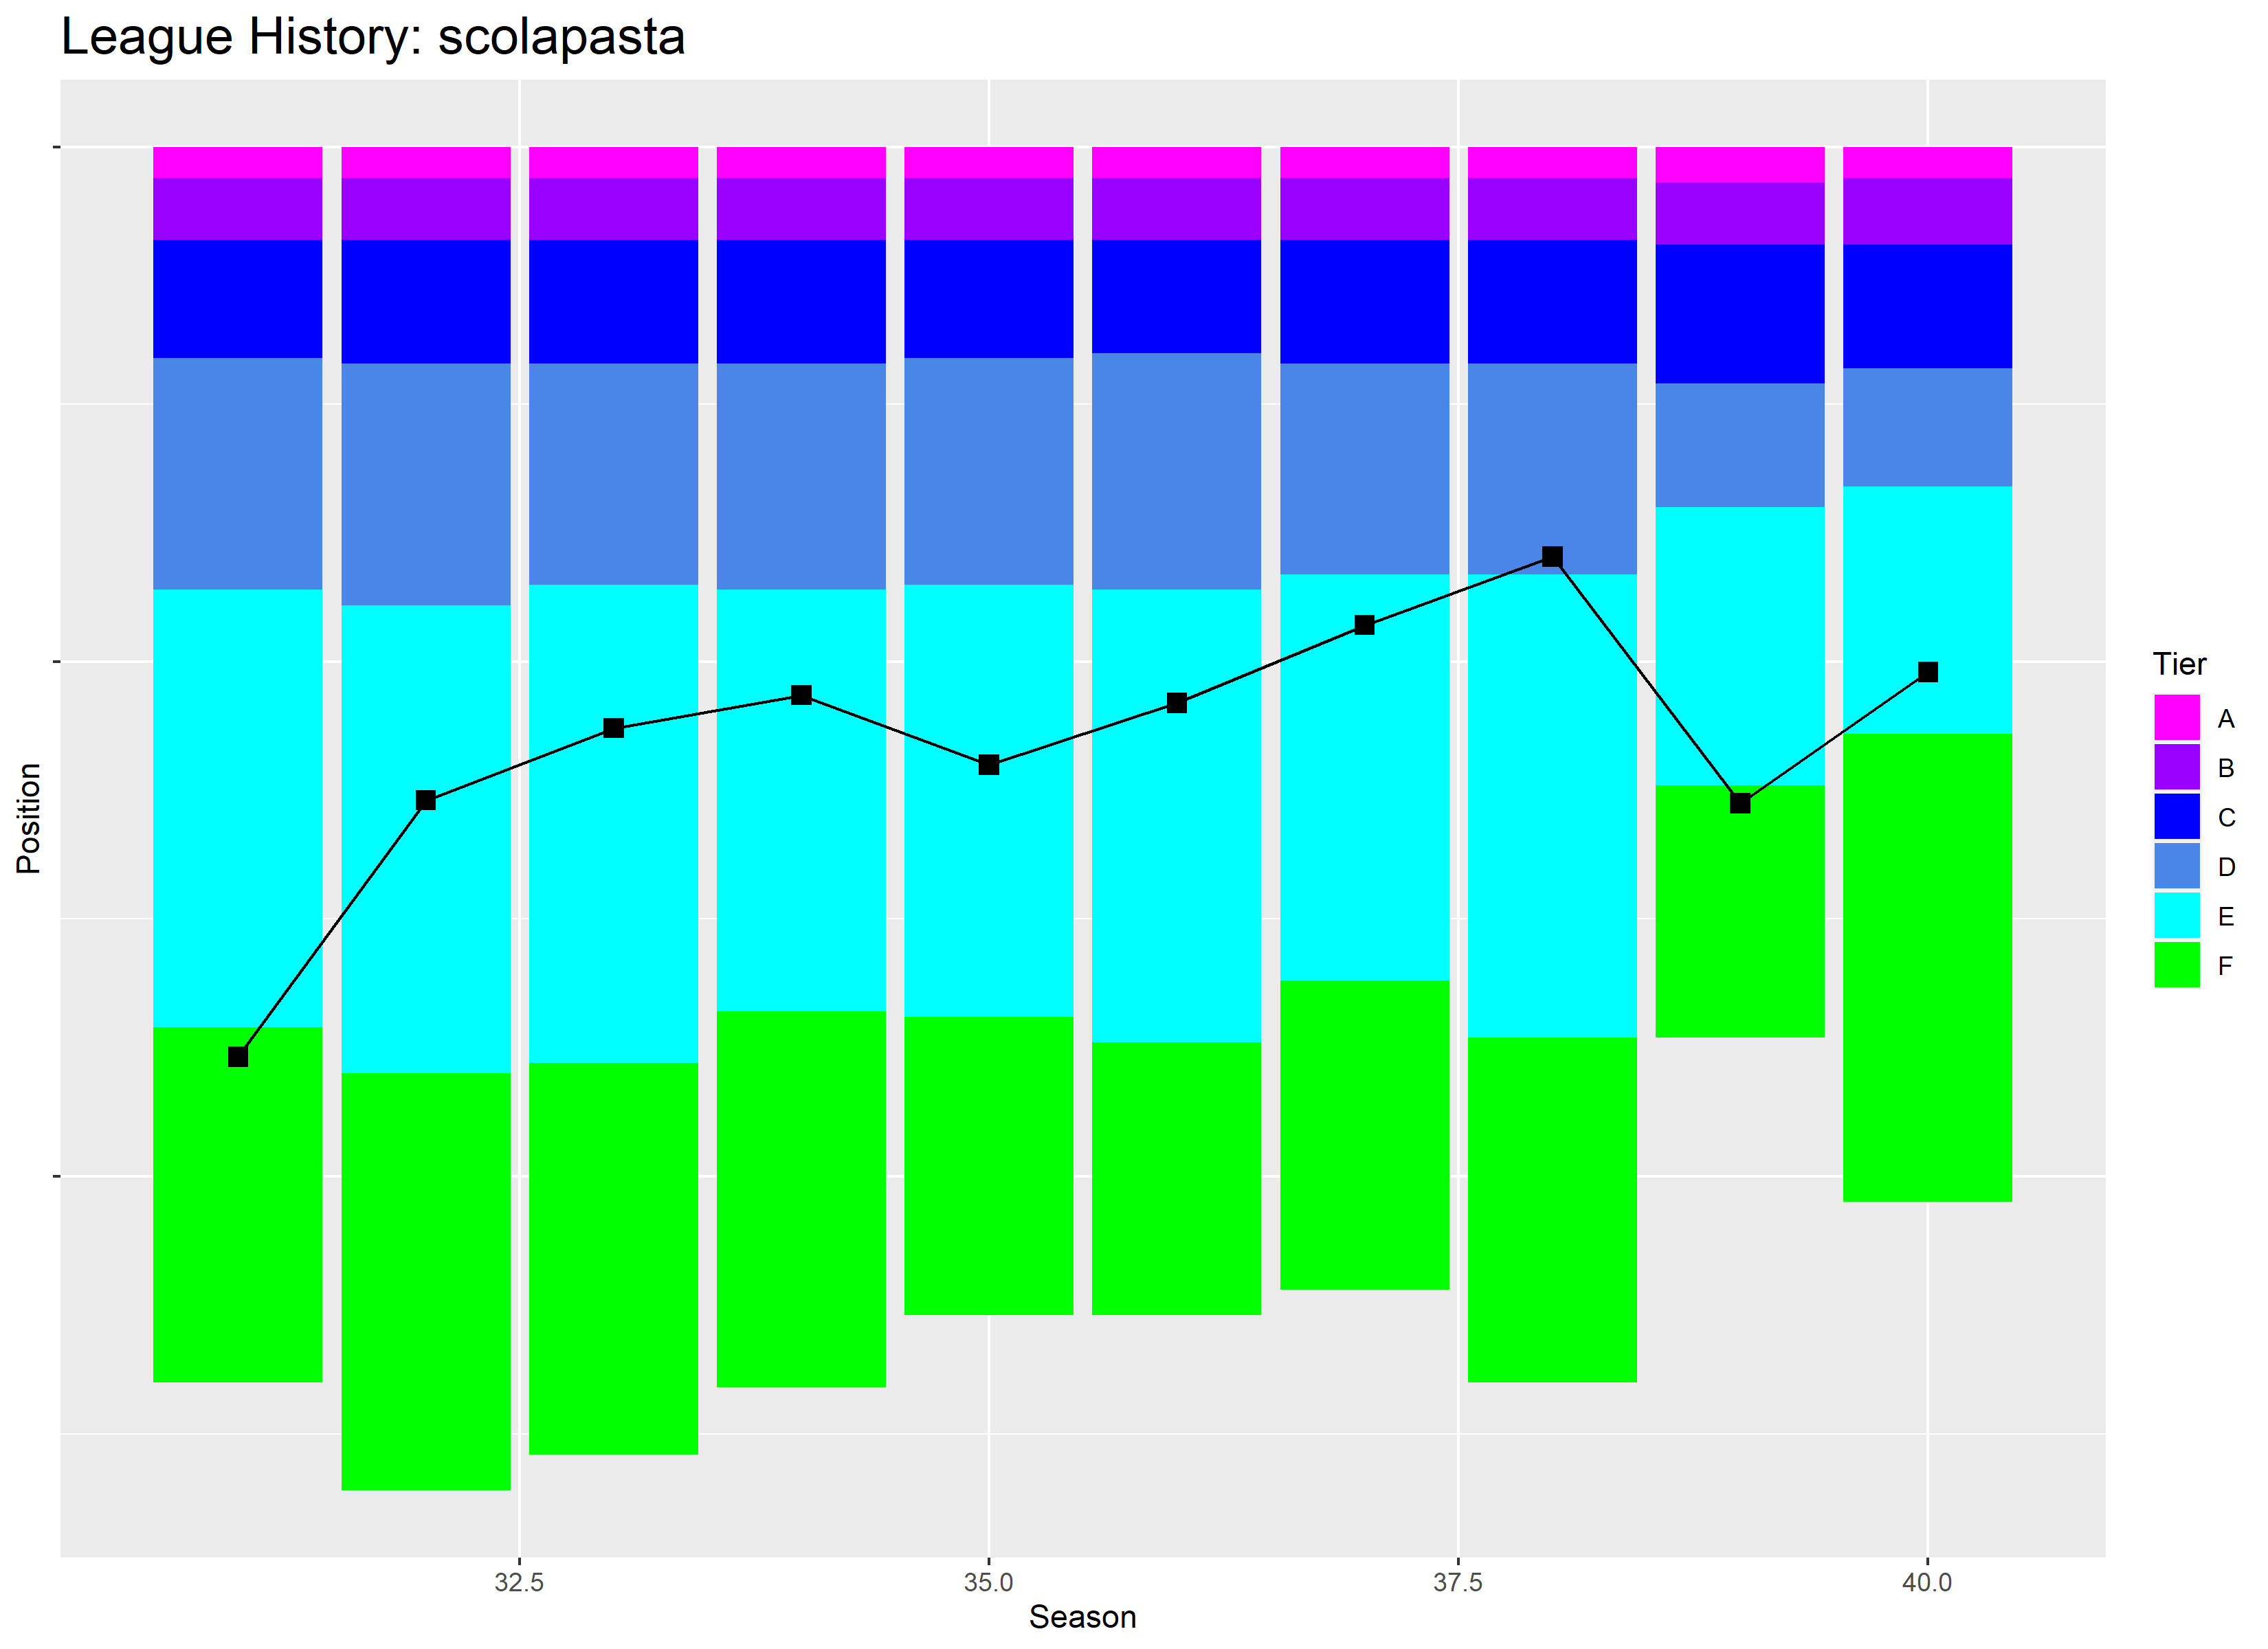 League History: scolapasta
Position
32.5
35.0
37.5
40.0
Season
Tier
A
B
C
D
E
F